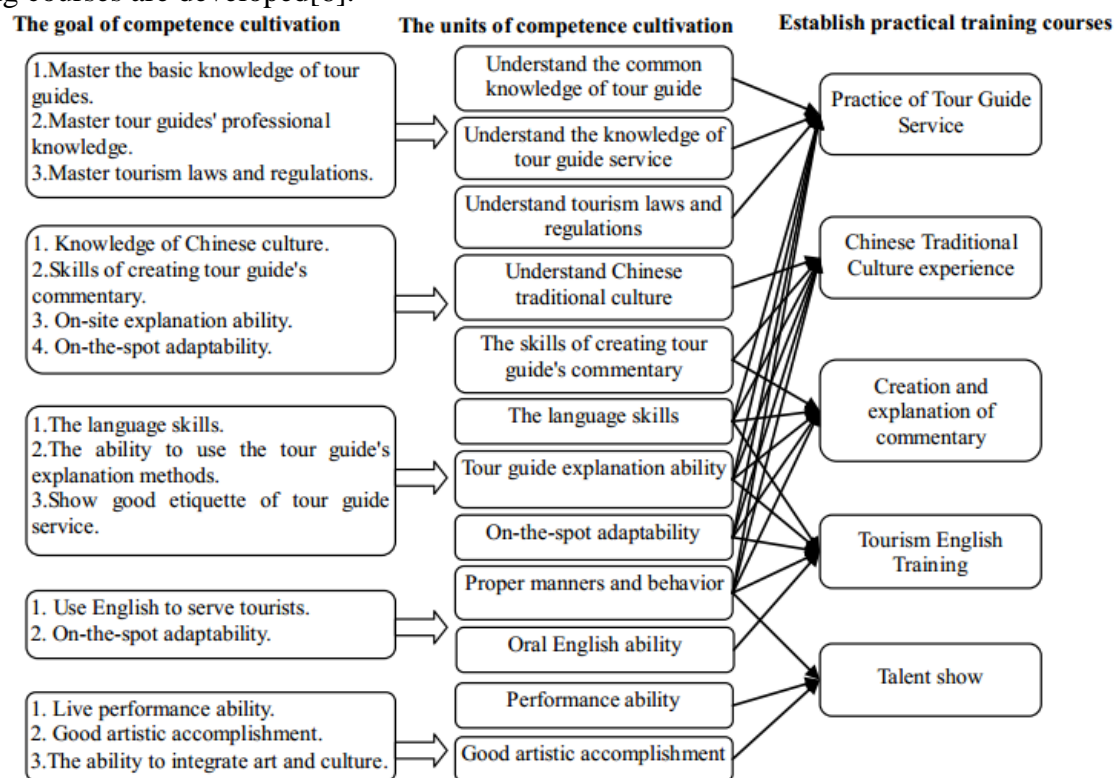 g courses are developed[6].
The goal of competence cultivation
The units of competence cultivation
Establish practical training courses
1.Master the basic knowledge of tour
guides.
2.Master tour guides' professional
knowledge.
3.Master tourism laws and regulations.
1. Knowledge of Chinese culture.
2.Skills of creating tour guide's
commentary.
3. On-site explanation ability.
4. On-the-spot adaptability.
1.The language skills.
2.The ability to use the tour guide's
explanation methods.
3.Show good etiquette of tour guide
service.
1. Use English to serve tourists.
2. On-the-spot adaptability.
1. Live performance ability.
2. Good artistic accomplishment.
3.The ability to integrate art and culture.
Understand the common
knowledge of tour guide
Understand the knowledge of
tour guide service
Understand tourism laws and
regulations
Understand Chinese
traditional culture
The skills of creating tour
guide's commentary
The language skills
Tour guide explanation ability
On-the-spot adaptability
Proper manners and behavior
Oral English ability
Performance ability
Good artistic accomplishment
Practice of Tour Guide
Service
Chinese Traditional
Culture experience
Creation and
explanation of
commentary
Tourism English
Training
Talent show